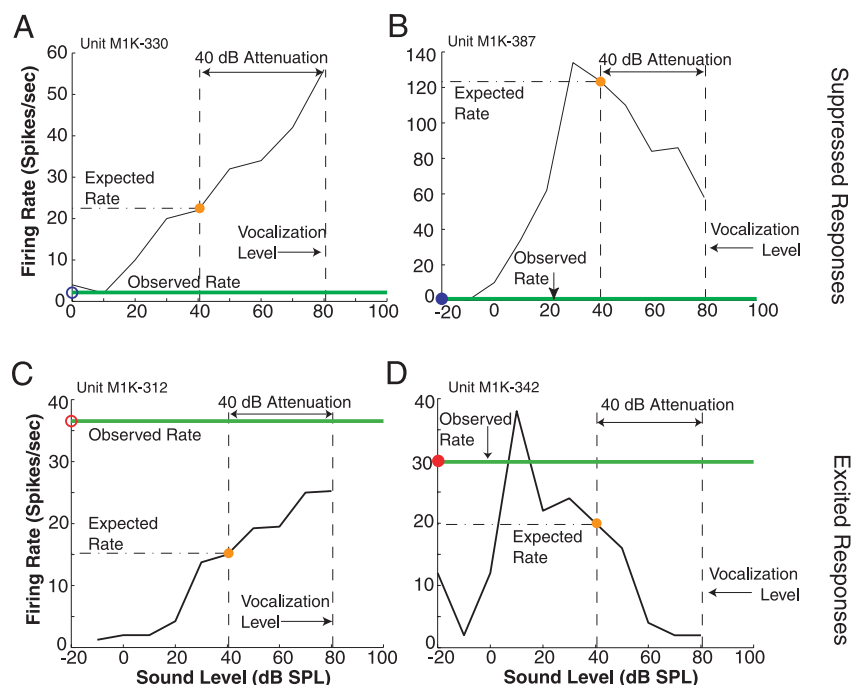 A
Unit M1K-330
40 dB Attenuation
60
50
40
30
20
10
0
Firing Rate (Spikes/sec)
Expected
Rate
Vocalization
Level
Observed Rate
0
20
40
60
80
100
B
Unit M1K-387
40 dB Attenuation
140
120
100
80
60
40
20
0
Expected
Rate
Observed
Rate
Vocalization
Level
-20
0
20
40
60
80
100
Suppressed Responses
C
Unit M1K-312
40 dB Attenuation
40
30
20
10
0
Firing Rate (Spikes/sec)
Observed Rate
Expected
Rate
Vocalization
Level
-20
0
20
40
60
80
100
Sound Level (dB SPL)
D
Unit M1K-342
40 dB Attenuation
40
30
20
10
0
Observed
Rate
Expected
Rate
Vocalization
Level
-20
0
20
40
60
80
100
Sound Level (dB SPL)
Excited Responses